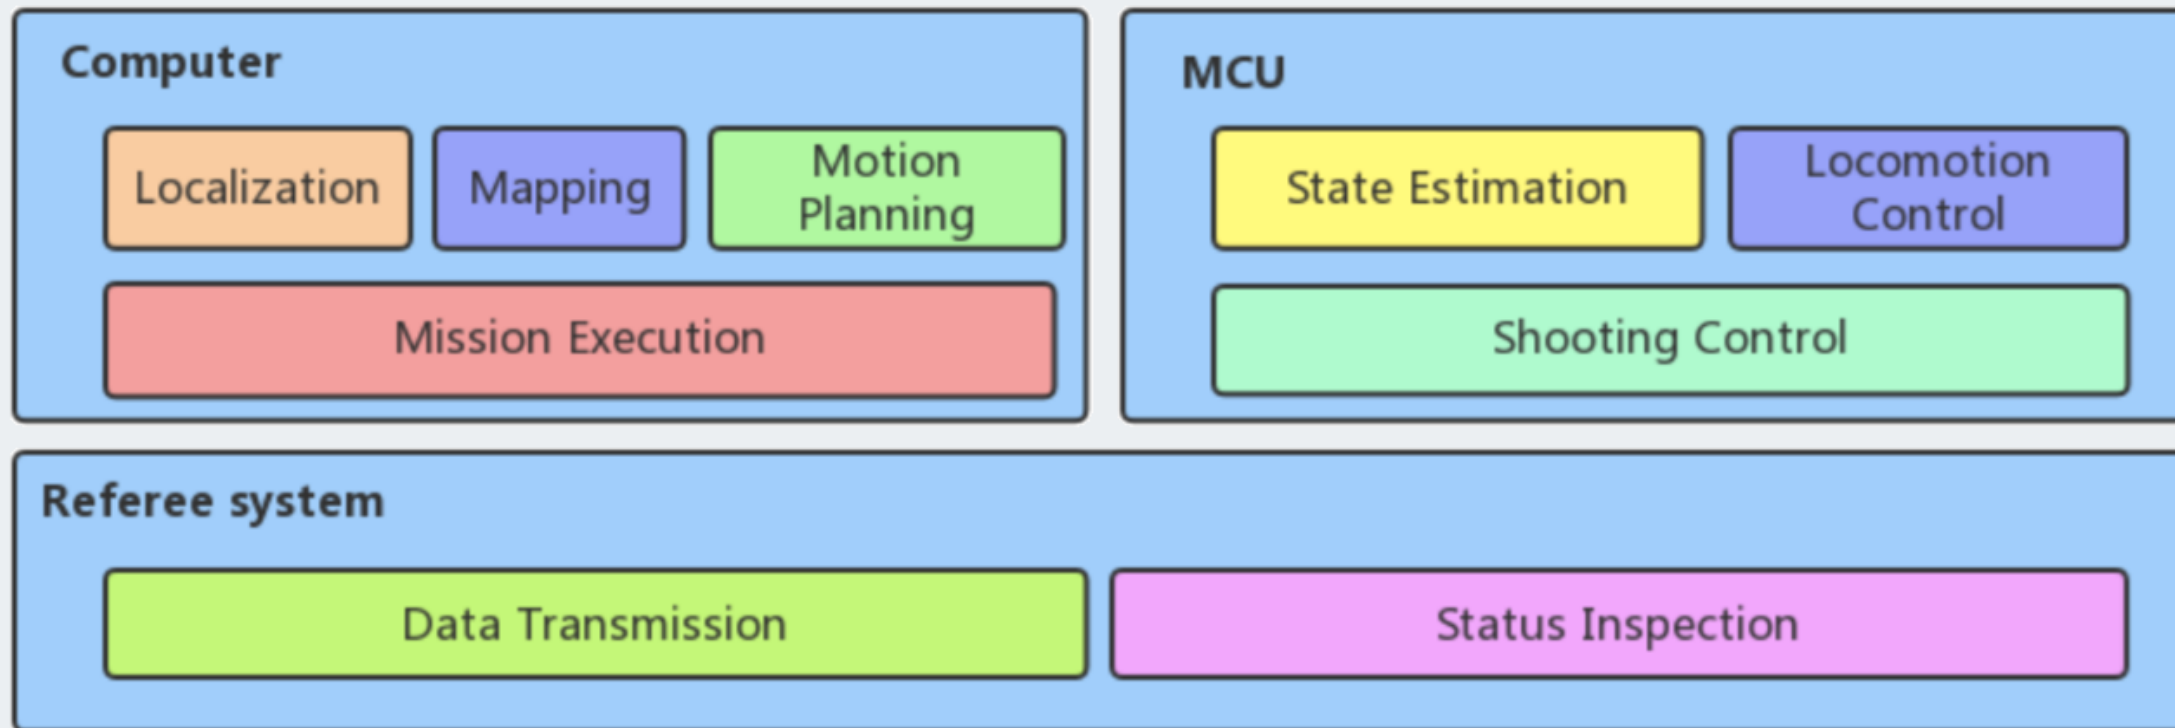 Computer
Localization
Mapping
Motion
Planning
Mission Execution
MCU
State Estimation
Locomotion
Control
Shooting Control
Referee system
Data Transmission
Status Inspection